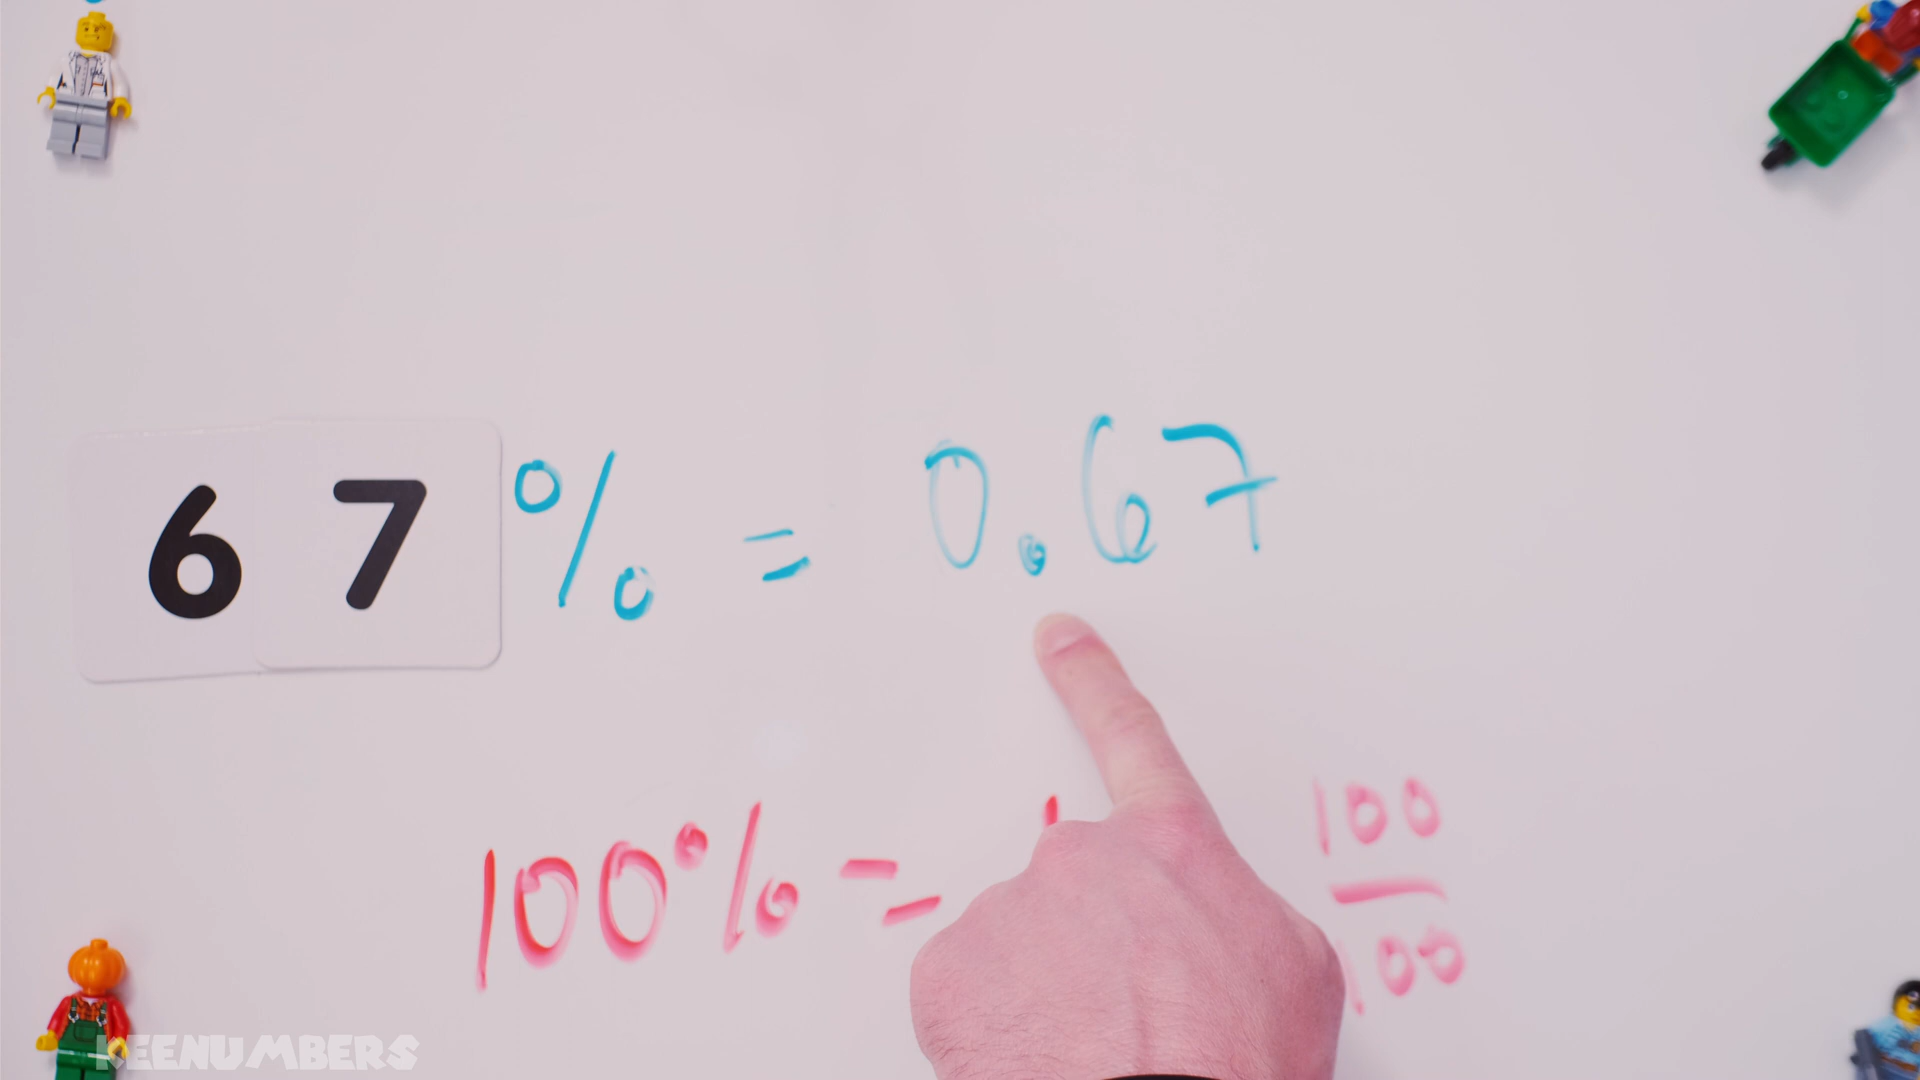 67% = 0.67
100% = 100/100
KEENUMBERS